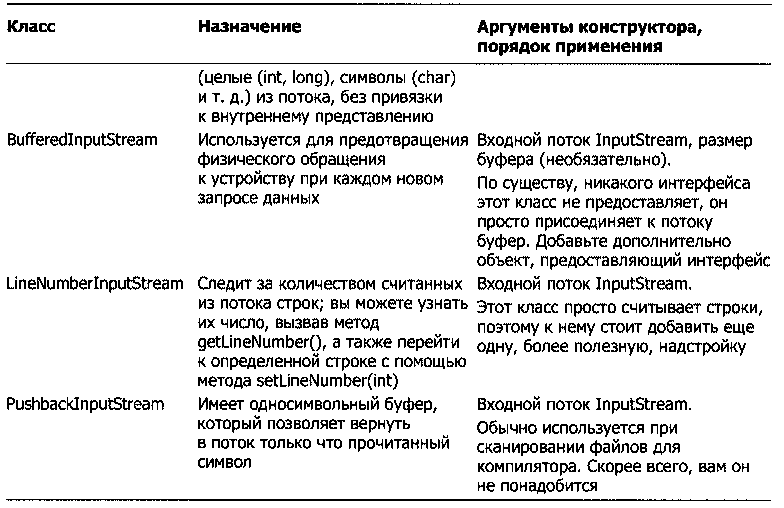 Класс Назначение Аргументы конструктора,
порядок применения
(целые (int, long), символы (char)
и т. д.) из потока, без привязки
к внутреннему представлению
BufferedInputStream Используется для предотвращения
физического обращения
к устройству при каждом новом
запросе данных
Входной поток InputStream, размер
буфера (необязательно).
По существу, никакого интерфейса
этот класс не предоставляет, он
просто присоединяет к потоку
буфер. Добавьте дополнительно
объект, предоставляющий интерфейс
LineNumberInputStream Следит за количеством считанных
из потока строк; вы можете узнать
их число, вызвав метод
getLineNumber(), а также перейти
к определенной строке с помощью
метода setLineNumber(int)
Входной поток InputStream.
Этот класс просто считывает строки,
поэтому к нему стоит добавить еще
одну, более полезную, надстройку
PushbackInputStream Имеет односимвольный буфер,
который позволяет вернуть
в поток только что прочитанный
символ
Входной поток InputStream.
Обычно используется при
сканировании файлов для
компилятора. Скорее всего, вам он
не понадобится